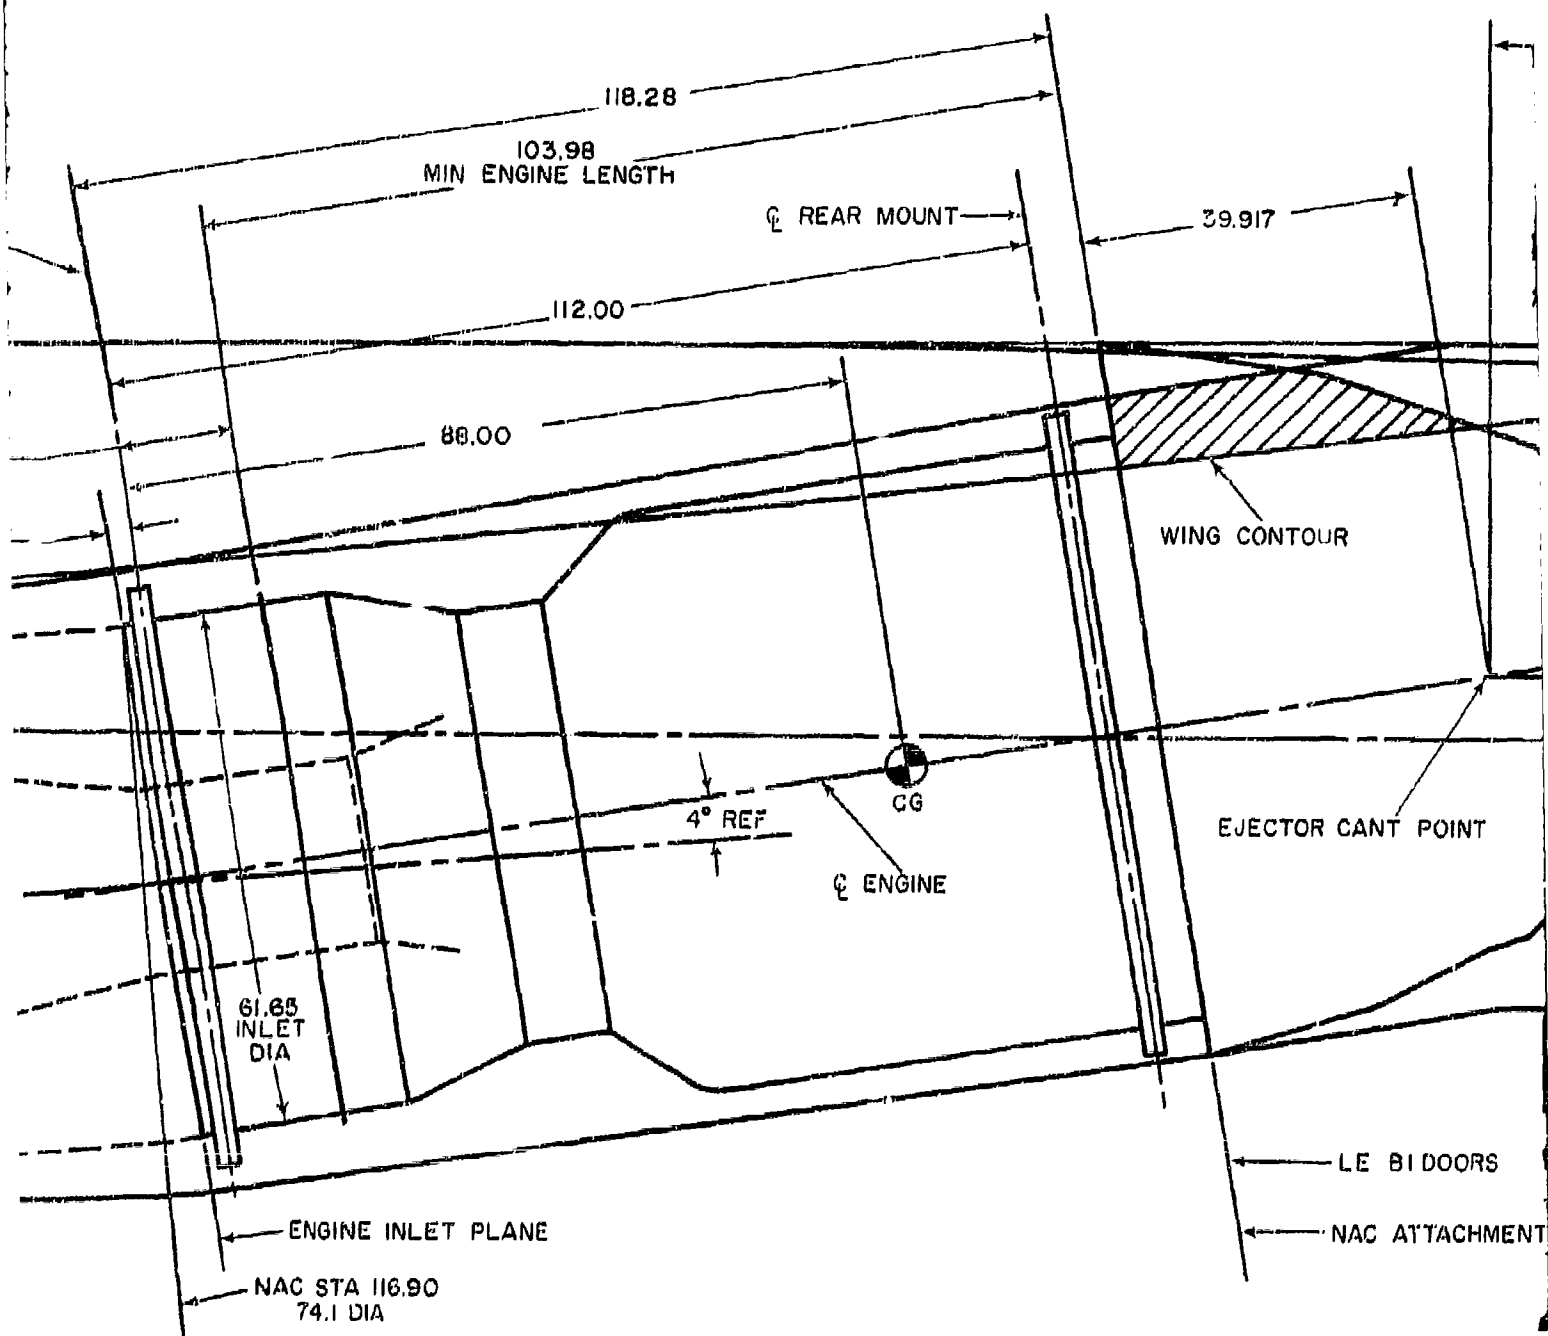 118.28
103.98
MIN ENGINE LENGTH
℄ REAR MOUNT
39.917
112.00
88.00
WING CONTOUR
4° REF
CG
EJECTOR CANT POINT
℄ ENGINE
61.65
INLET
DIA
LE BI DOORS
ENGINE INLET PLANE
NAC ATTACHMENT
NAC STA 116.90
74.1 DIA